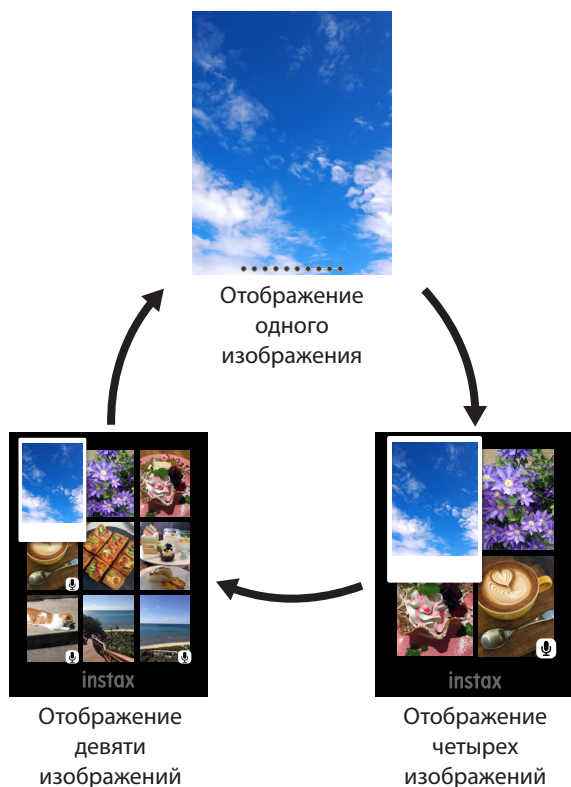 Отображение
одного
изображения
instax
Отображение
девяти
изображений
instax
Отображение
четырех
изображений